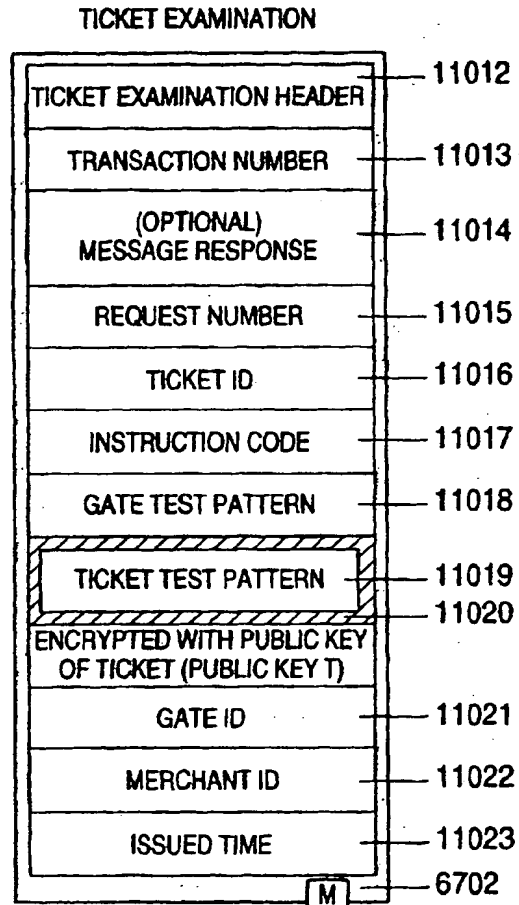 TICKET EXAMINATION
TICKET EXAMINATION HEADER 11012
TRANSACTION NUMBER 11013
(OPTIONAL)
MESSAGE RESPONSE 11014
REQUEST NUMBER 11015
TICKET ID 11016
INSTRUCTION CODE 11017
GATE TEST PATTERN 11018
TICKET TEST PATTERN 11019
11020
ENCRYPTED WITH PUBLIC KEY
OF TICKET (PUBLIC KEY T)
GATE ID 11021
MERCHANT ID 11022
ISSUED TIME 11023
M 6702